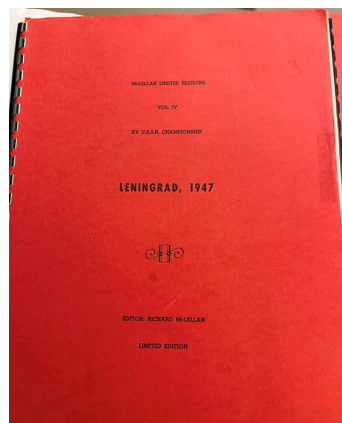 McLELLAN LIMITED EDITIONS
VOL. IV
XV U.S.S.R. CHAMPIONSHIP
LENINGRAD, 1947
EDITOR: RICHARD McLELLAN
LIMITED EDITION